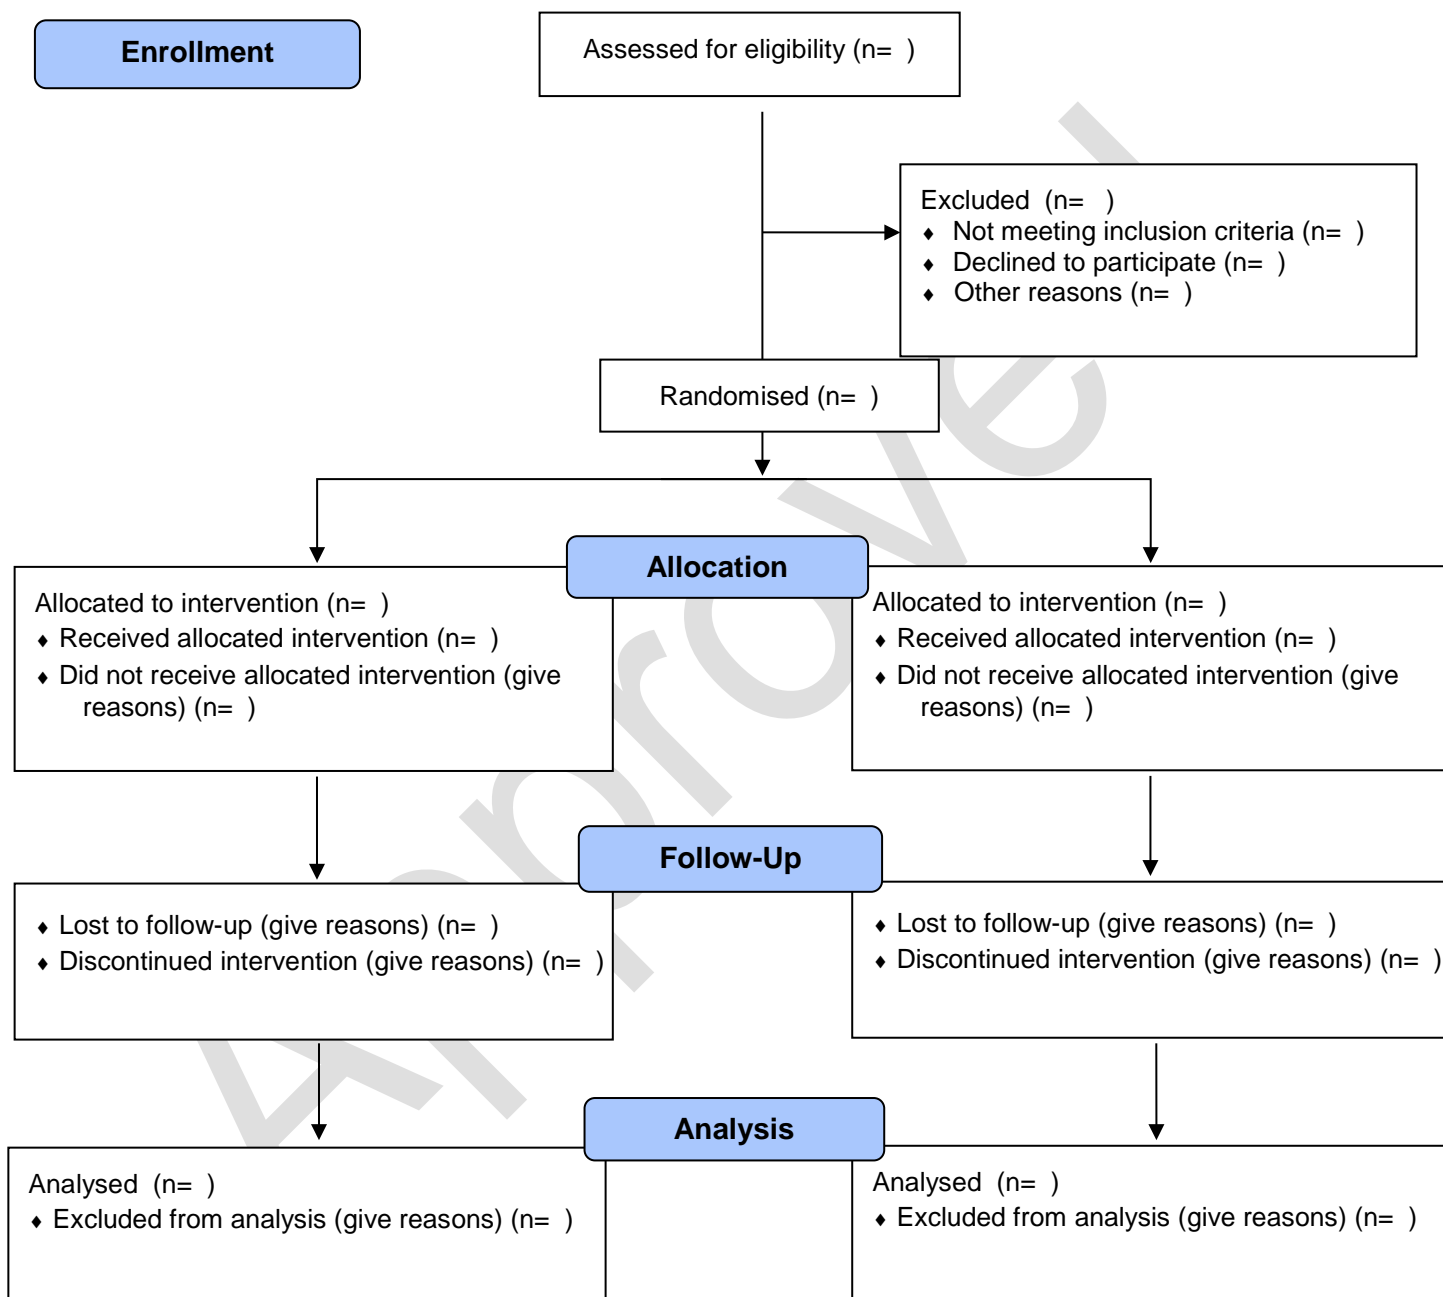 Enrollment
Assessed for eligibility (n=  )
Excluded  (n=   )
♦ Not meeting inclusion criteria (n=  )
♦ Declined to participate (n=  )
♦ Other reasons (n=  )
Randomised (n=  )
Allocation
Allocated to intervention (n=  )
♦ Received allocated intervention (n=  )
♦ Did not receive allocated intervention (give
reasons) (n=  )
Allocated to intervention (n=  )
♦ Received allocated intervention (n=  )
♦ Did not receive allocated intervention (give
reasons) (n=  )
Follow-Up
♦ Lost to follow-up (give reasons) (n=  )
♦ Discontinued intervention (give reasons) (n=  )
♦ Lost to follow-up (give reasons) (n=  )
♦ Discontinued intervention (give reasons) (n=  )
Analysis
Analysed  (n=  )
♦ Excluded from analysis (give reasons) (n=  )
Analysed  (n=  )
♦ Excluded from analysis (give reasons) (n=  )